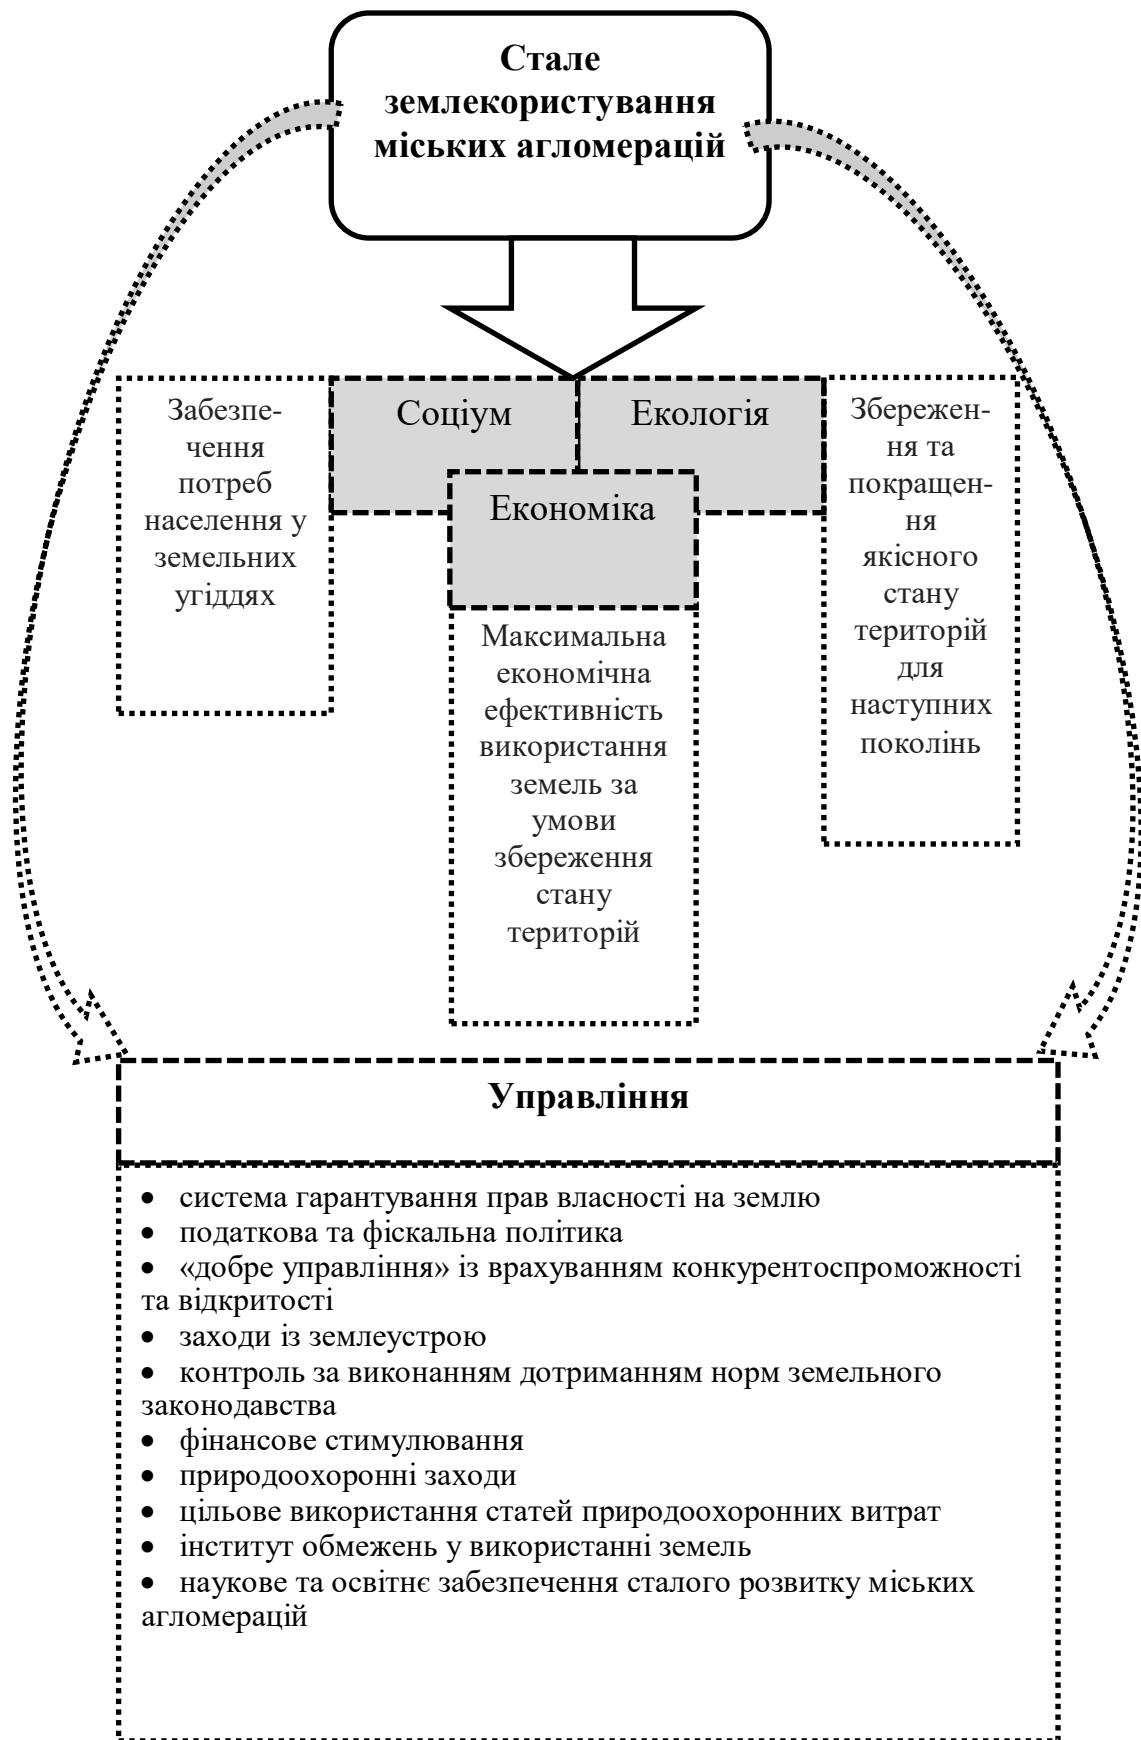 Стале
землекористування
міських агломерацій
Соціум
Екологія
Економіка
Забезпе-
чення
потреб
населення у
земельних
угіддях
Максимальна
економічна
ефективність
використання
земель за
умови
збереження
стану
територій
Збережен-
ня та
покращен-
ня
якісного
стану
територій
для
наступних
поколінь
Управління
• система гарантування прав власності на землю
• податкова та фіскальна політика
• «добре управління» із врахуванням конкурентоспроможності
та відкритості
• заходи із землеустрою
• контроль за виконанням дотриманням норм земельного
законодавства
• фінансове стимулювання
• природоохоронні заходи
• цільове використання статей природоохоронних витрат
• інститут обмежень у використанні земель
• наукове та освітнє забезпечення сталого розвитку міських
агломерацій